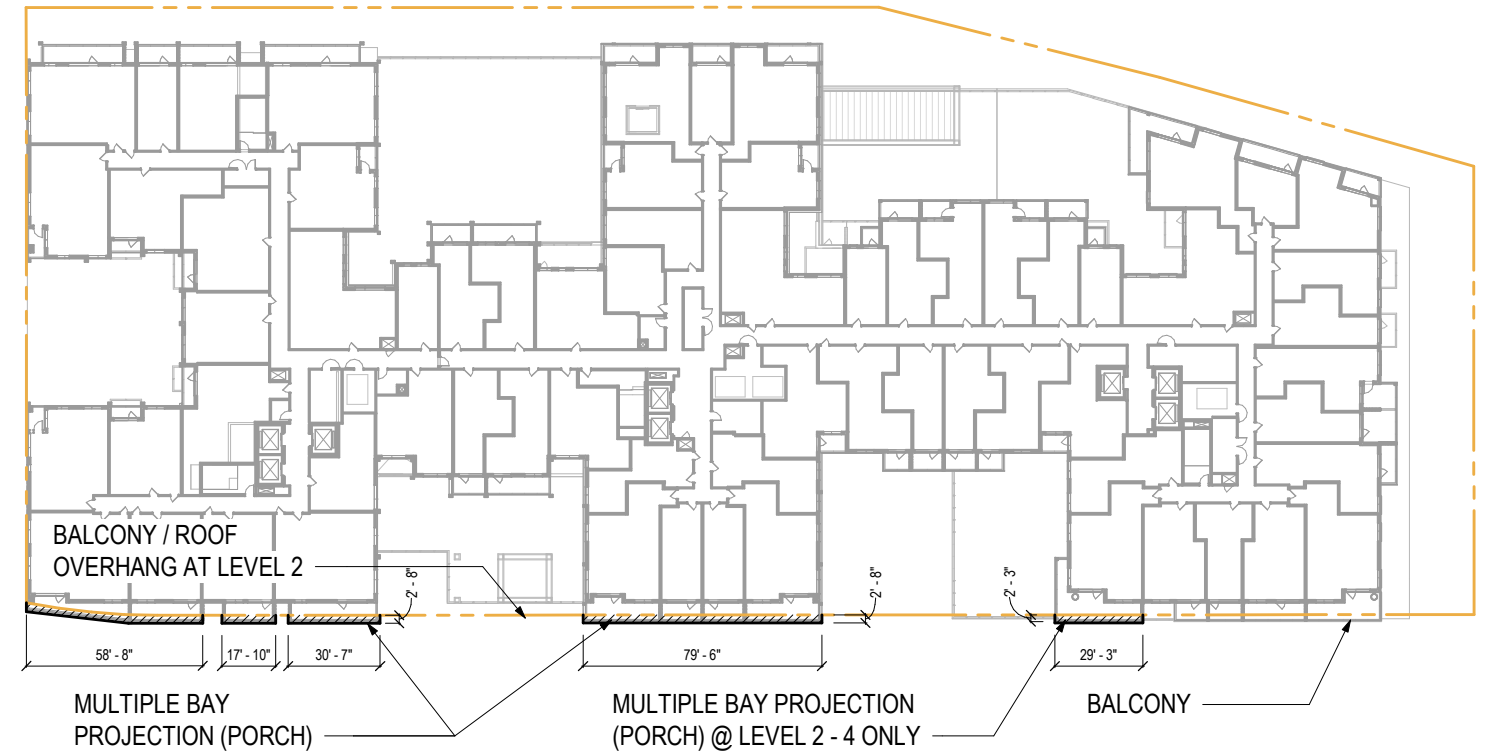 BALCONY / ROOF
OVERHANG AT LEVEL 2
2' - 8"
2' - 8"
2' - 3"
58' - 8"
17' - 10"
30' - 7"
79' - 6"
29' - 3"
MULTIPLE BAY
PROJECTION (PORCH)
MULTIPLE BAY PROJECTION
(PORCH) @ LEVEL 2 - 4 ONLY
BALCONY